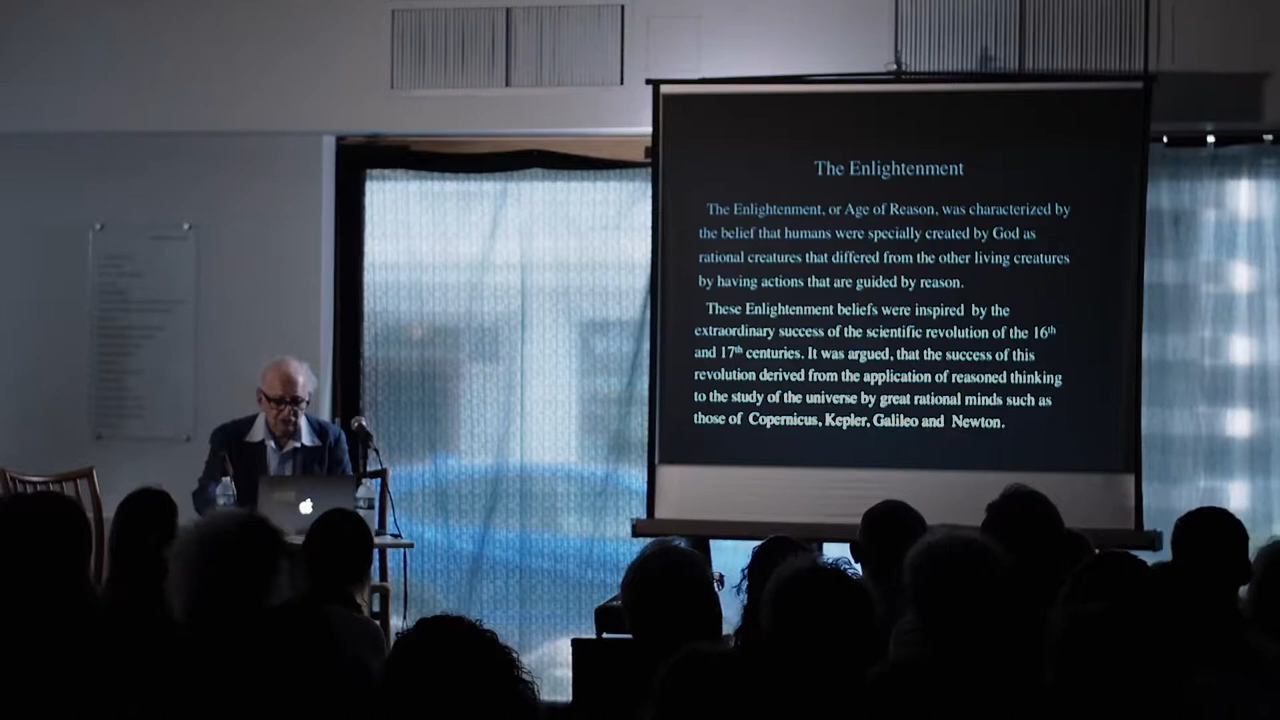 The Enlightenment
The Enlightenment, or Age of Reason, was characterized by
the belief that humans were specially created by God as
rational creatures that differed from the other living creatures
by having actions that are guided by reason.
These Enlightenment beliefs were inspired by the
extraordinary success of the scientific revolution of the 16th
and 17th centuries. It was argued, that the success of this
revolution derived from the application of reasoned thinking
to the study of the universe by great rational minds such as
those of Copernicus, Kepler, Galileo and Newton.